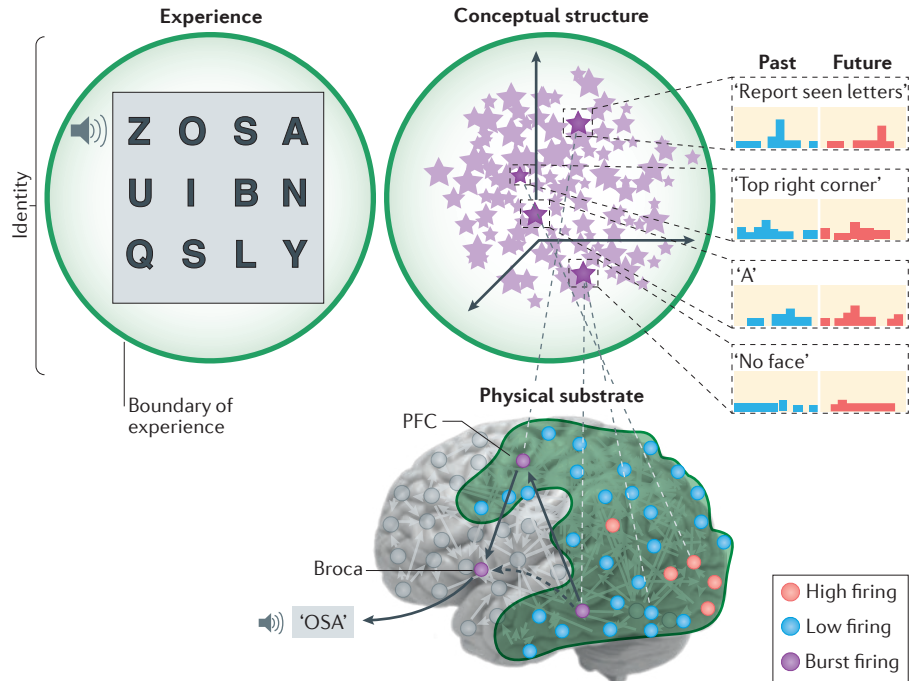 Experience
Conceptual structure
Past Future
Identity
Z O S A
U I B N
Q S L Y
Boundary of
experience
'Report seen letters'
'Top right corner'
'A'
'No face'
Physical substrate
PFC
Broca
'OSA'
High firing
Low firing
Burst firing